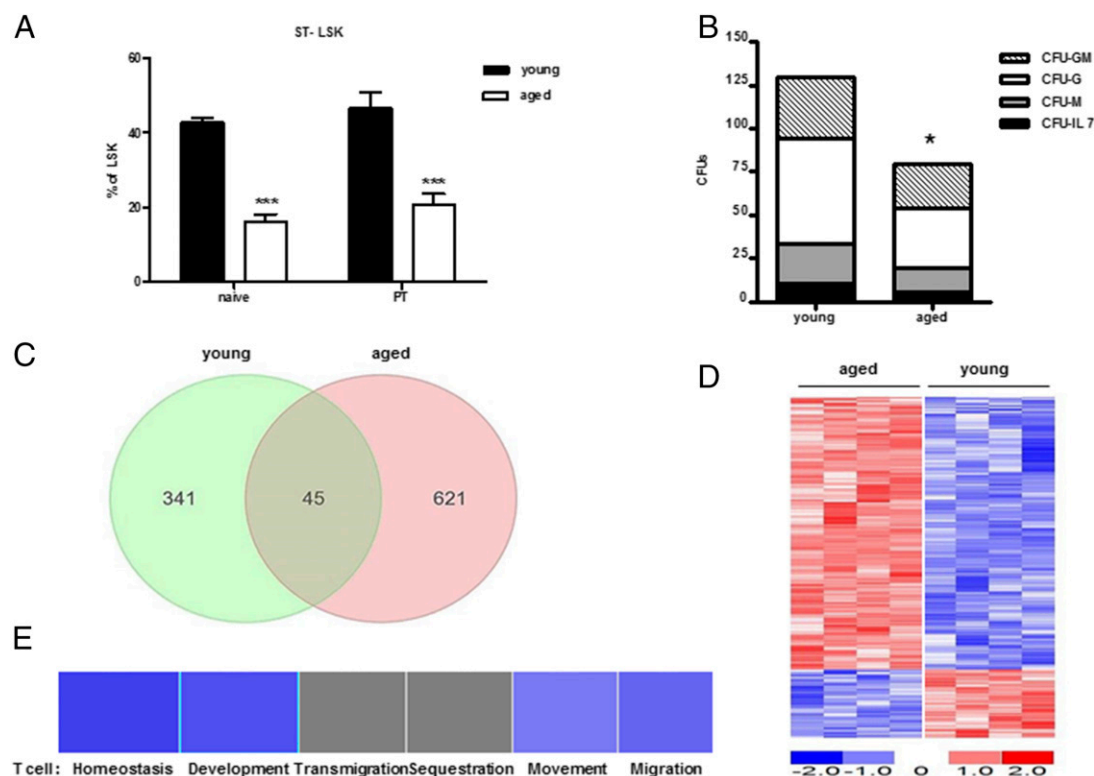 A
ST- LSK
60
40
20
0
% of LSK
young
aged
***
***
naive
PT
B
150
125
100
75
50
25
0
CFUs
CFU-GM
CFU-G
CFU-M
CFU-IL 7
*
young
aged
C
young
aged
341
45
621
D
aged
young
-2.0 -1.0 0 1.0 2.0
E
T cell: Homeostasis Development Transmigration Sequestration Movement Migration